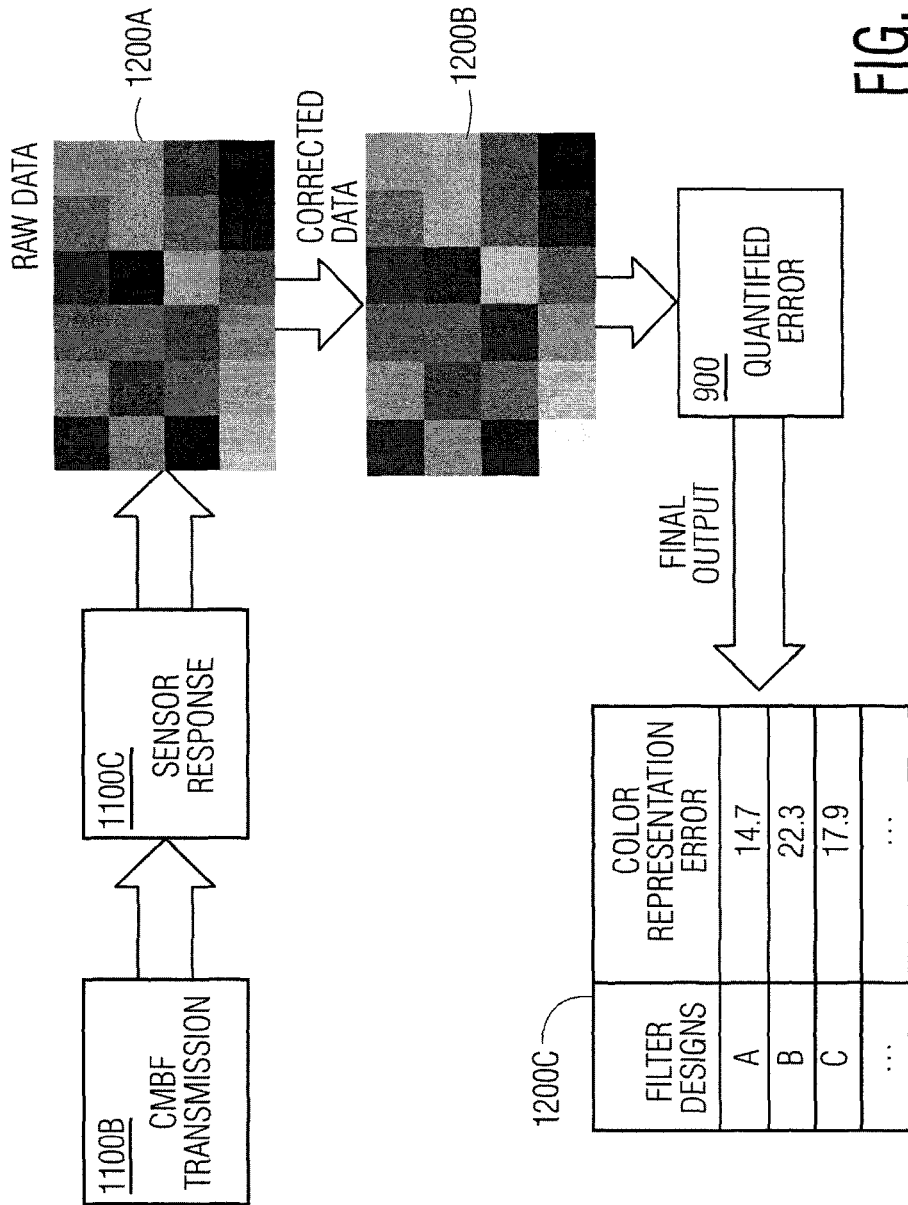 1100B
CMBF
TRANSMISSION
1100C
SENSOR
RESPONSE
RAW DATA
1200A
CORRECTED
DATA
1200B
900
QUANTIFIED
ERROR
FINAL
OUTPUT
1200C
FILTER
DESIGNS
COLOR
REPRESENTATION
ERROR
A
14.7
B
22.3
C
17.9
...
...
FIG.